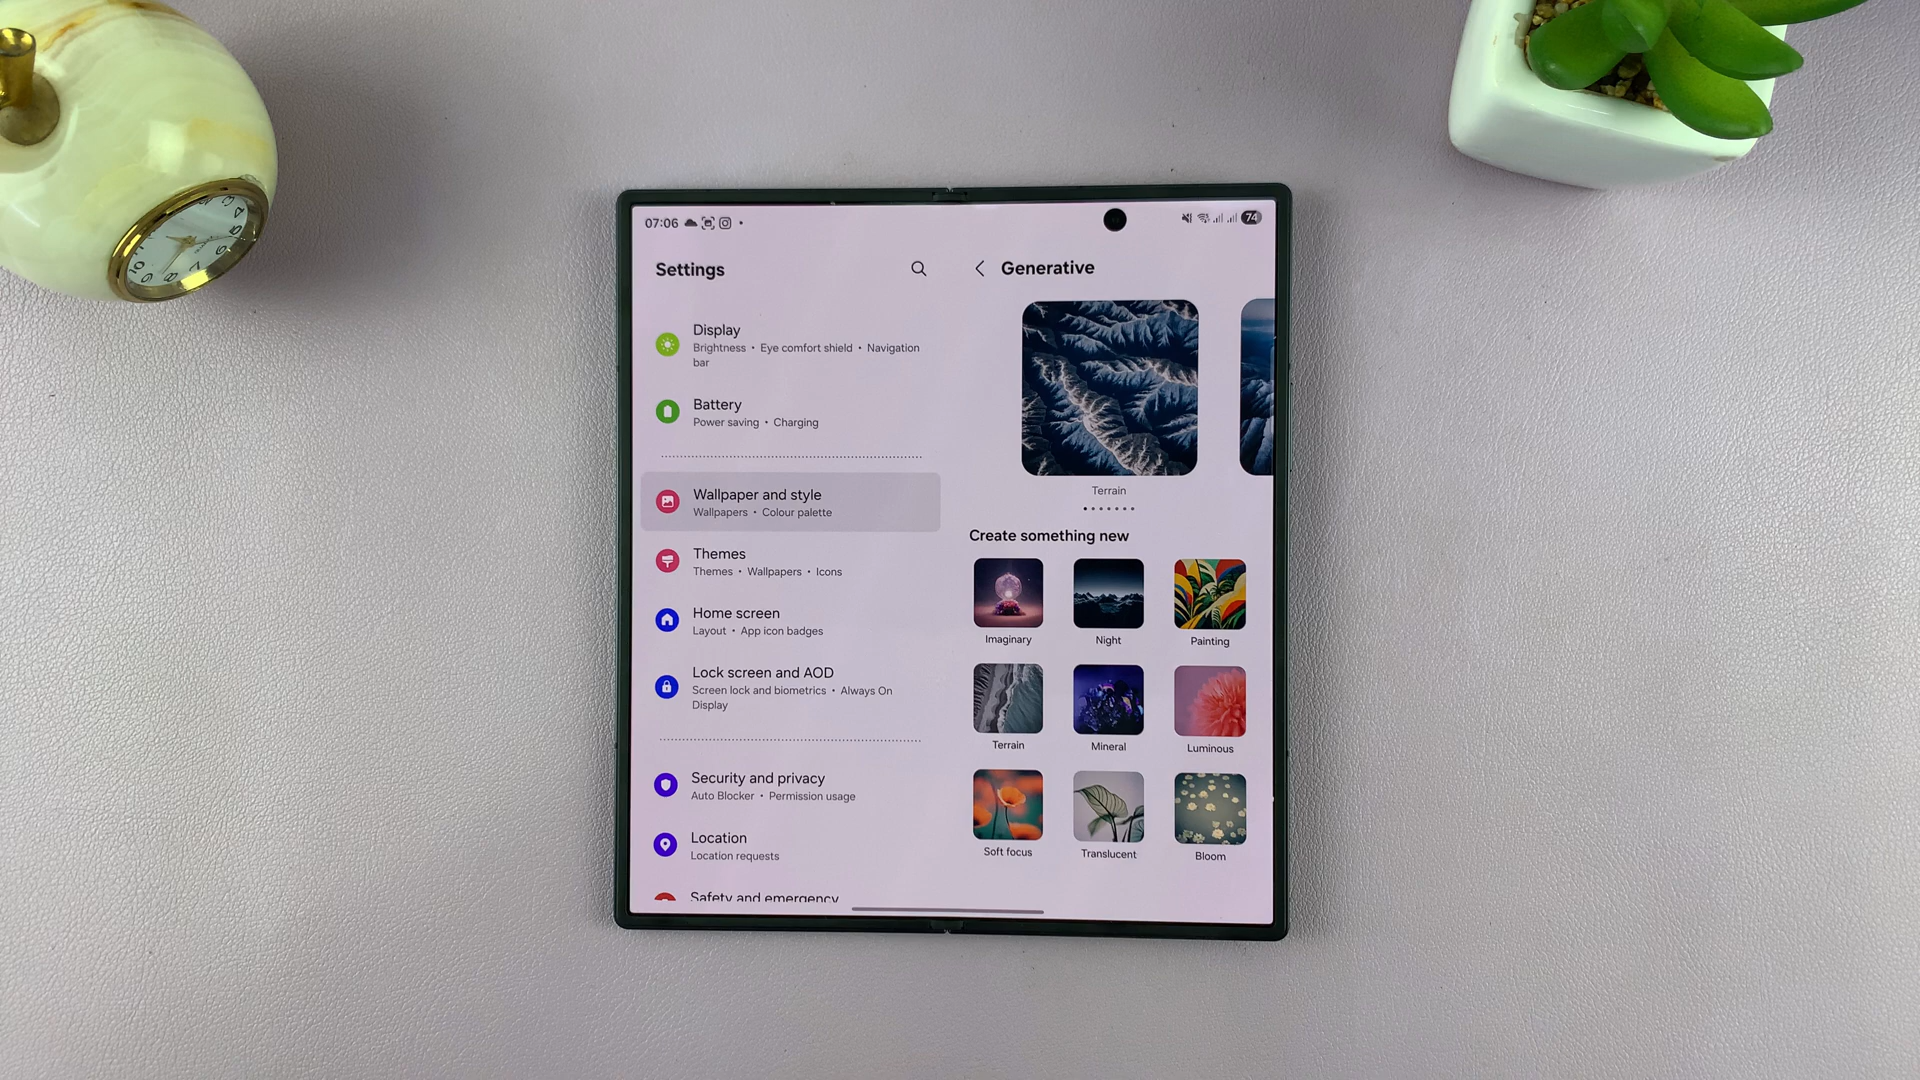 07:06
74
Settings
Display
Brightness • Eye comfort shield • Navigation
bar
Battery
Power saving • Charging
Wallpaper and style
Wallpapers • Colour palette
Themes
Themes • Wallpapers • Icons
Home screen
Layout • App icon badges
Lock screen and AOD
Screen lock and biometrics • Always On
Display
Security and privacy
Auto Blocker • Permission usage
Location
Location requests
Safety and emergency
Generative
Terrain
Create something new
Imaginary
Night
Painting
Terrain
Mineral
Luminous
Soft focus
Translucent
Bloom